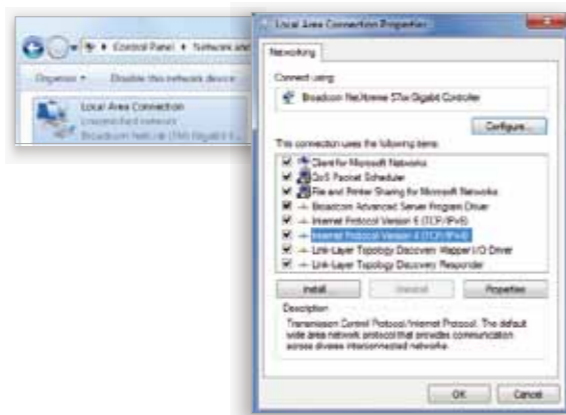 Control Panel ▸ Network and
Organize ▾ Disable this network device
Local Area Connection
Unidentified network
Broadcom NetLink (TM) Gigabit E...
Local Area Connection Properties
Networking
Connect using:
Broadcom NetXtreme 57xx Gigabit Controller
Configure...
This connection uses the following items:
Client for Microsoft Networks
QoS Packet Scheduler
File and Printer Sharing for Microsoft Networks
Broadcom Advanced Server Program Driver
Internet Protocol Version 6 (TCP/IPv6)
Internet Protocol Version 4 (TCP/IPv4)
Link-Layer Topology Discovery Mapper I/O Driver
Link-Layer Topology Discovery Responder
Install...
Uninstall
Properties
Description
Transmission Control Protocol/Internet Protocol. The default
wide area network protocol that provides communication
across diverse interconnected networks.
OK
Cancel